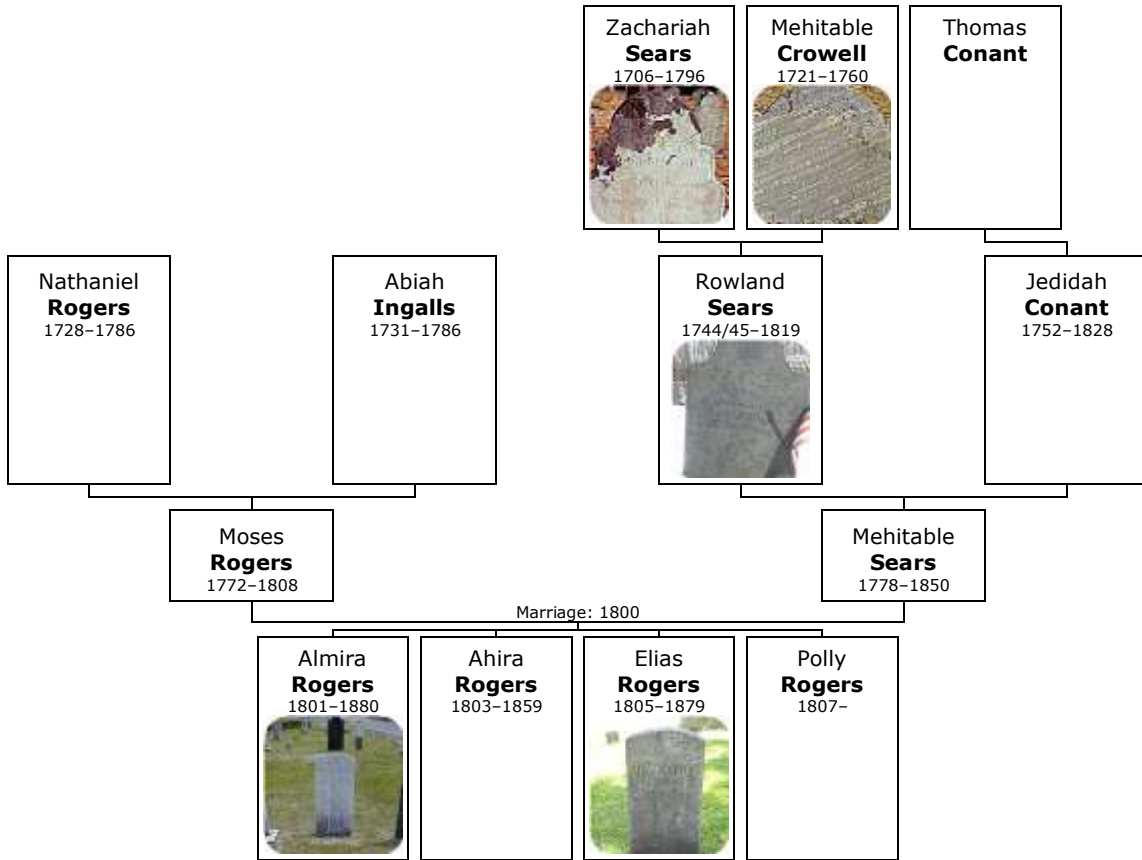 Zachariah
Sears
1706–1796
Mehitable
Crowell
1721–1760
Thomas
Conant
Nathaniel
Rogers
1728–1786
Abiah
Ingalls
1731–1786
Rowland
Sears
1744/45–1819
Jedidah
Conant
1752–1828
Moses
Rogers
1772–1808
Mehitable
Sears
1778–1850
Marriage: 1800
Almira
Rogers
1801–1880
Ahira
Rogers
1803–1859
Elias
Rogers
1805–1879
Polly
Rogers
1807–